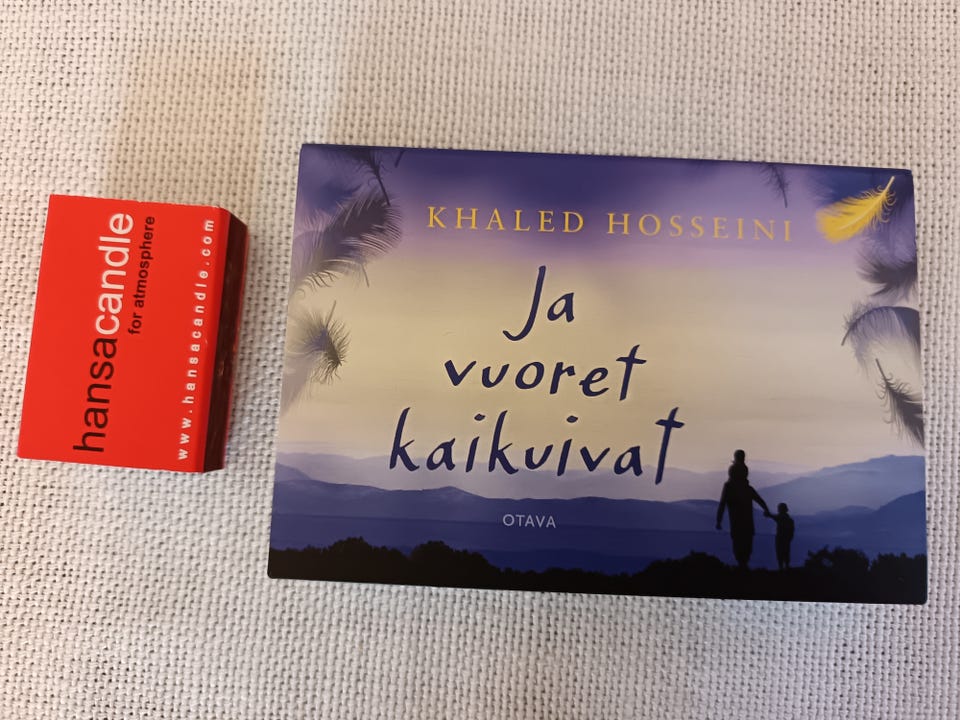 hansacandle
for atmosphere
www.hansacandle.com
KHALED HOSSEINI
Ja
vuoret
kaikuivat
OTAVA